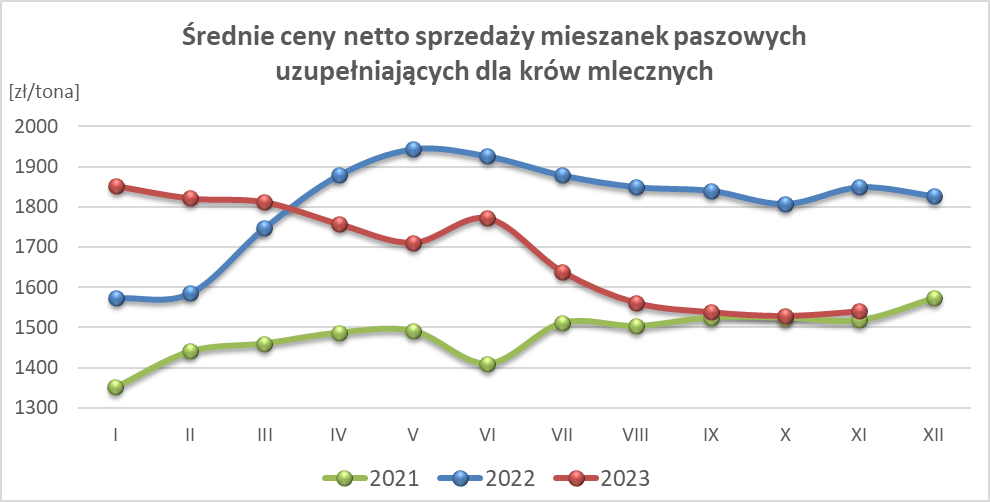 Średnie ceny netto sprzedaży mieszanek paszowych
uzupełniających dla krów mlecznych
[zł/tona]
2000
1900
1800
1700
1600
1500
1400
1300
I II III IV V VI VII VIII IX X XI XII
2021 2022 2023